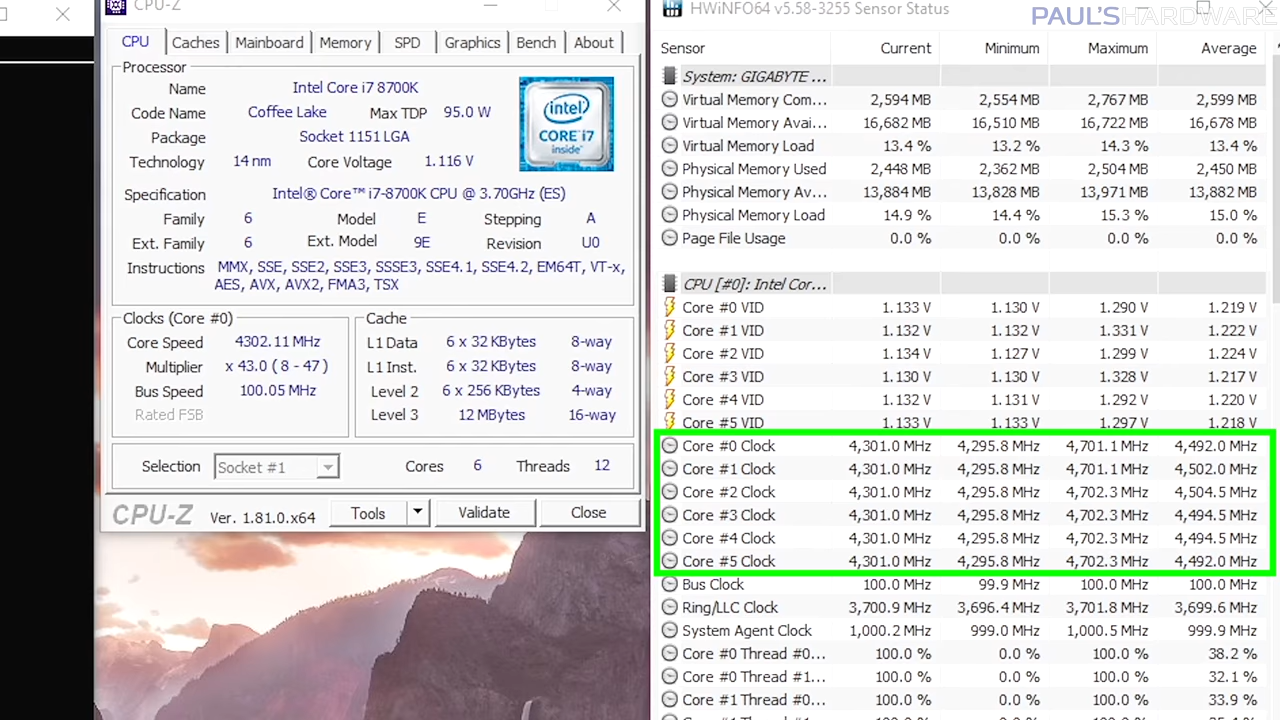 CPU-Z
CPU Caches Mainboard Memory SPD Graphics Bench About
Processor
Name Intel Core i7 8700K
Code Name Coffee Lake Max TDP 95.0 W
Package Socket 1151 LGA
Technology 14 nm Core Voltage 1.116 V
intel
CORE i7
inside
Specification Intel® Core™ i7-8700K CPU @ 3.70GHz (ES)
Family 6 Model E Stepping A
Ext. Family 6 Ext. Model 9E Revision U0
Instructions MMX, SSE, SSE2, SSE3, SSSE3, SSE4.1, SSE4.2, EM64T, VT-x,
AES, AVX, AVX2, FMA3, TSX
Clocks (Core #0)
Core Speed 4302.11 MHz
Multiplier x 43.0 ( 8 - 47 )
Bus Speed 100.05 MHz
Rated FSB
Cache
L1 Data 6 x 32 KBytes 8-way
L1 Inst. 6 x 32 KBytes 8-way
Level 2 6 x 256 KBytes 4-way
Level 3 12 MBytes 16-way
Selection Socket #1 Cores 6 Threads 12
CPU-Z Ver. 1.81.0.x64 Tools Validate Close
HWiNFO64 v5.58-3255 Sensor Status
PAUL'S HARDWARE
Sensor Current Minimum Maximum Average
System: GIGABYTE ...
Virtual Memory Com... 2,594 MB 2,554 MB 2,767 MB 2,599 MB
Virtual Memory Avai... 16,682 MB 16,510 MB 16,722 MB 16,678 MB
Virtual Memory Load 13.4 % 13.2 % 14.3 % 13.4 %
Physical Memory Used 2,448 MB 2,362 MB 2,504 MB 2,450 MB
Physical Memory Av... 13,884 MB 13,828 MB 13,971 MB 13,882 MB
Physical Memory Load 14.9 % 14.4 % 15.3 % 15.0 %
Page File Usage 0.0 % 0.0 % 0.0 % 0.0 %
CPU [#0]: Intel Cor...
Core #0 VID 1.133 V 1.130 V 1.290 V 1.219 V
Core #1 VID 1.132 V 1.132 V 1.331 V 1.222 V
Core #2 VID 1.134 V 1.127 V 1.299 V 1.224 V
Core #3 VID 1.130 V 1.130 V 1.328 V 1.217 V
Core #4 VID 1.132 V 1.131 V 1.292 V 1.220 V
Core #5 VID 1.133 V 1.133 V 1.297 V 1.218 V
Core #0 Clock 4,301.0 MHz 4,295.8 MHz 4,701.1 MHz 4,492.0 MHz
Core #1 Clock 4,301.0 MHz 4,295.8 MHz 4,701.1 MHz 4,502.0 MHz
Core #2 Clock 4,301.0 MHz 4,295.8 MHz 4,702.3 MHz 4,504.5 MHz
Core #3 Clock 4,301.0 MHz 4,295.8 MHz 4,702.3 MHz 4,494.5 MHz
Core #4 Clock 4,301.0 MHz 4,295.8 MHz 4,702.3 MHz 4,494.5 MHz
Core #5 Clock 4,301.0 MHz 4,295.8 MHz 4,702.3 MHz 4,492.0 MHz
Bus Clock 100.0 MHz 99.9 MHz 100.0 MHz 100.0 MHz
Ring/LLC Clock 3,700.9 MHz 3,696.4 MHz 3,701.8 MHz 3,699.6 MHz
System Agent Clock 1,000.2 MHz 999.0 MHz 1,000.5 MHz 999.9 MHz
Core #0 Thread #0... 100.0 % 0.0 % 100.0 % 38.2 %
Core #0 Thread #1... 100.0 % 0.0 % 100.0 % 32.1 %
Core #1 Thread #0... 100.0 % 0.0 % 100.0 % 33.9 %